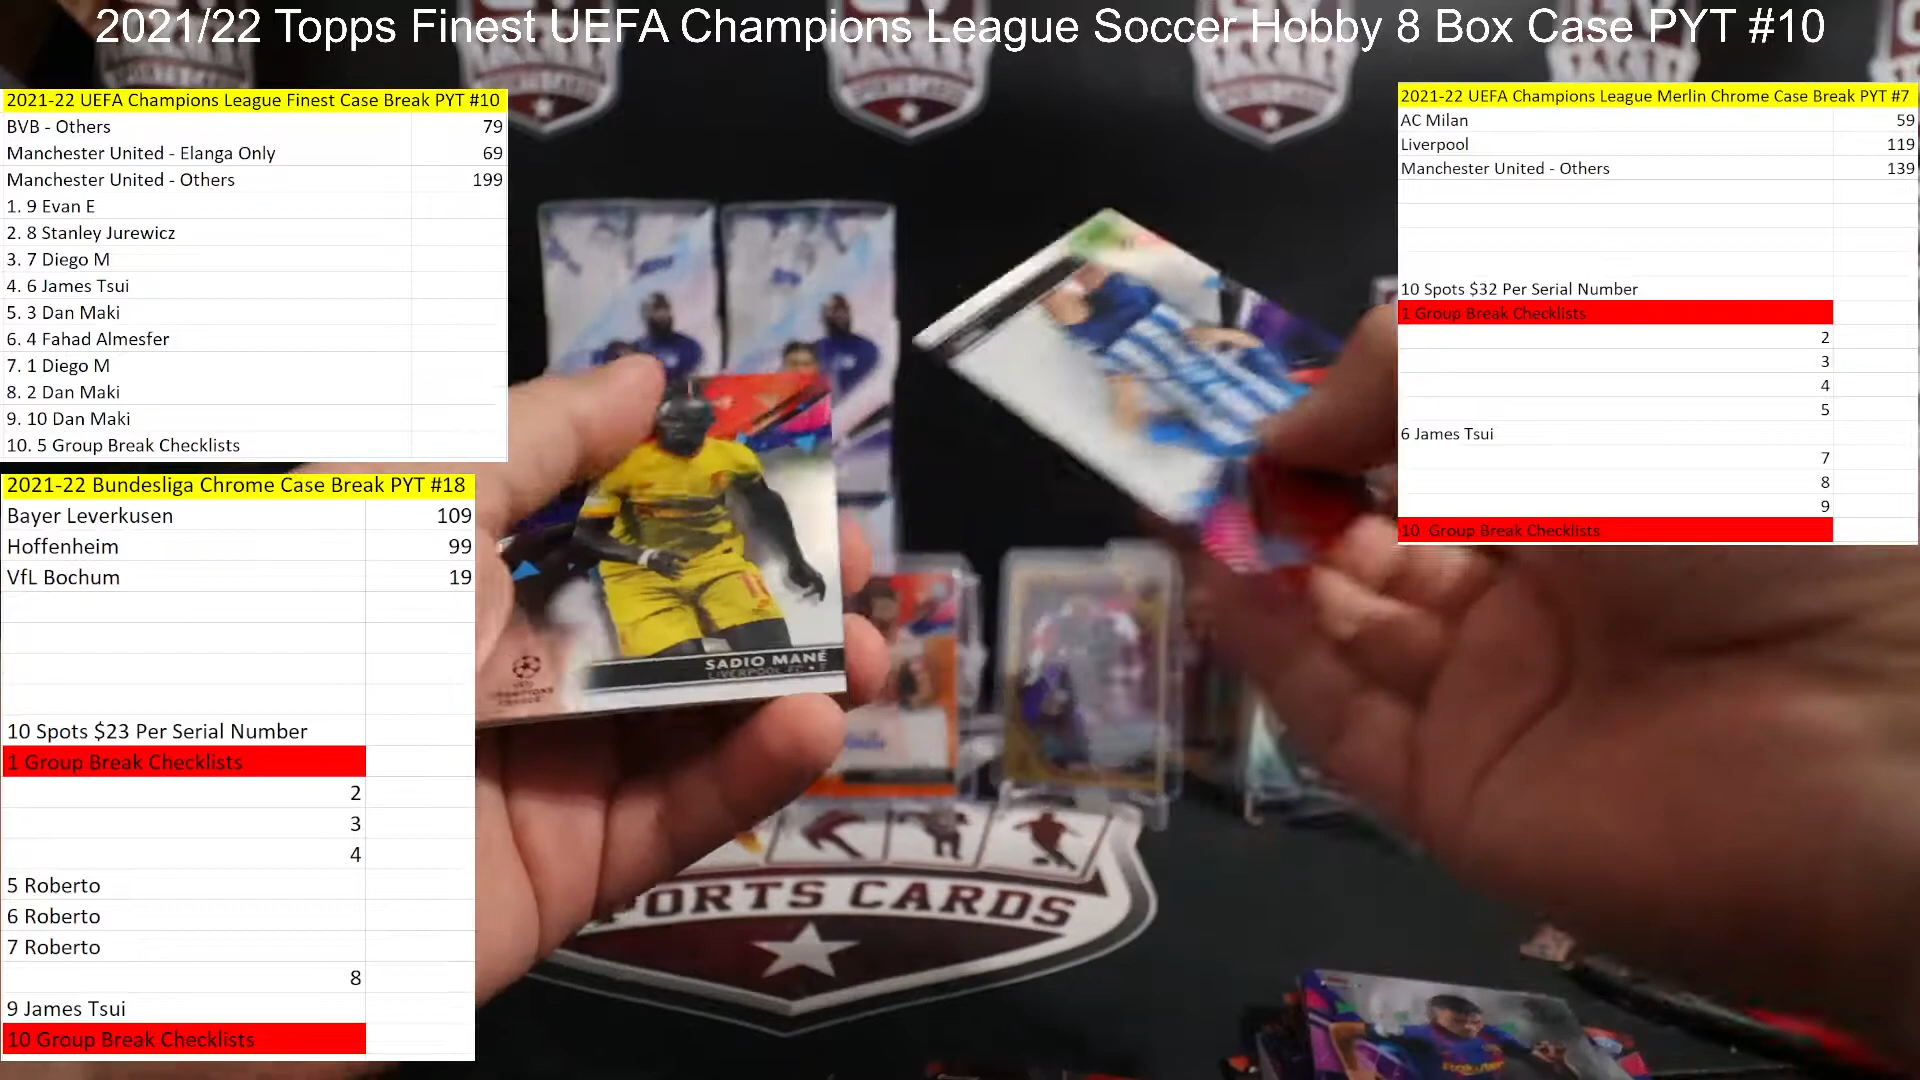 2021/22 Topps Finest UEFA Champions League Soccer Hobby 8 Box Case PYT #10
2021-22 UEFA Champions League Finest Case Break PYT #10
BVB - Others 79
Manchester United - Elanga Only 69
Manchester United - Others 199
1. 9 Evan E
2. 8 Stanley Jurewicz
3. 7 Diego M
4. 6 James Tsui
5. 3 Dan Maki
6. 4 Fahad Almesfer
7. 1 Diego M
8. 2 Dan Maki
9. 10 Dan Maki
10. 5 Group Break Checklists
2021-22 Bundesliga Chrome Case Break PYT #18
Bayer Leverkusen 109
Hoffenheim 99
VfL Bochum 19
10 Spots $23 Per Serial Number
1 Group Break Checklists
2
3
4
5 Roberto
6 Roberto
7 Roberto
8
9 James Tsui
10 Group Break Checklists
2021-22 UEFA Champions League Merlin Chrome Case Break PYT #7
AC Milan 59
Liverpool 119
Manchester United - Others 139
10 Spots $32 Per Serial Number
1 Group Break Checklists
2
3
4
5
6 James Tsui
7
8
9
10 Group Break Checklists
SADIO MANÉ
LIVERPOOL FC
CHAMPIONS
LEAGUE
SPORTS CARDS